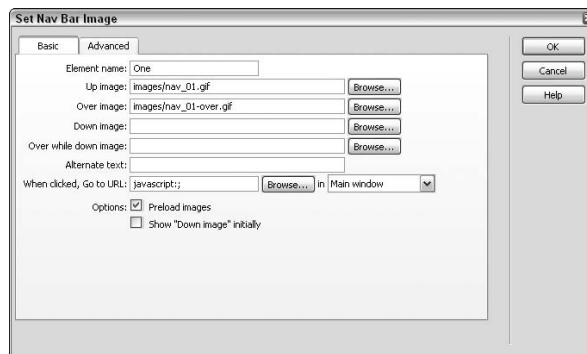 Set Nav Bar Image
Basic Advanced
OK
Cancel
Help
Element name: One
Up image: images/nav_01.gif Browse...
Over image: images/nav_01-over.gif Browse...
Down image: Browse...
Over while down image: Browse...
Alternate text:
When clicked, Go to URL: javascript:; Browse... in Main window
Options: Preload images
Show "Down image" initially